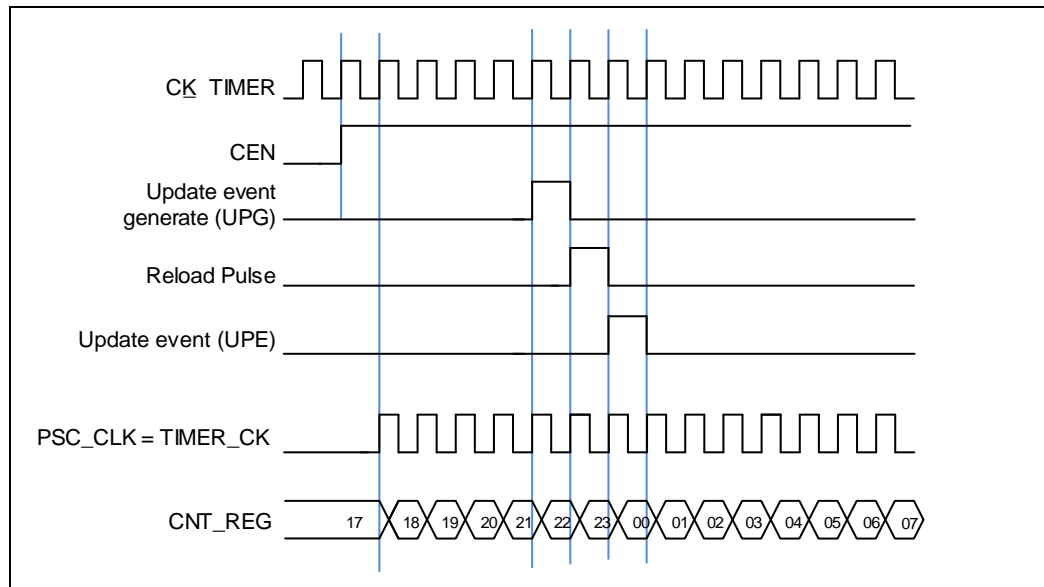 CK TIMER
CEN
Update event
generate (UPG)
Reload Pulse
Update event (UPE)
PSC_CLK = TIMER_CK
CNT_REG 17 18 19 20 21 22 23 00 01 02 03 04 05 06 07